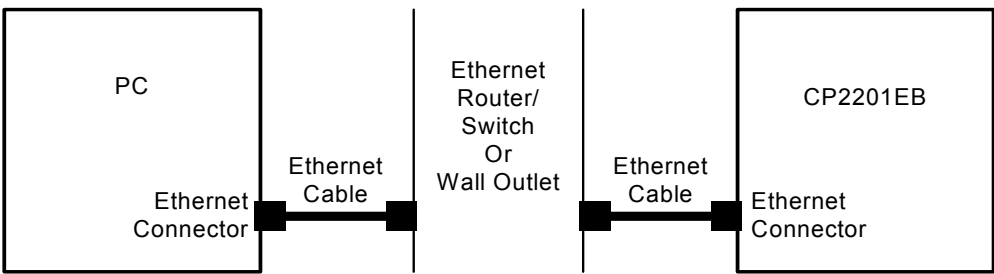 PC
Ethernet
Connector
Ethernet
Cable
Ethernet
Router/
Switch
Or
Wall Outlet
Ethernet
Cable
CP2201EB
Ethernet
Connector